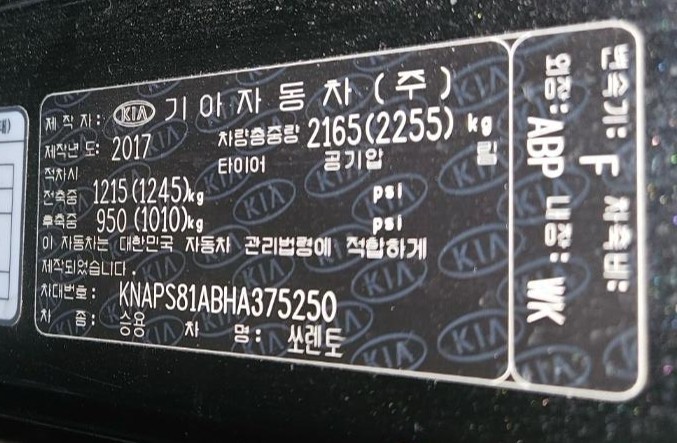 제 작 자: KIA 기 아 자 동 차 ( 주 )
제작년 도: 2017 차량총중량 2165(2255) kg
적차시 타이어 공기압 림
전축중 1215(1245)kg psi
후축중 950 (1010)kg psi
이 자동차는 대한민국 자동차 관리법령에 적합하게
제작되었습니다.
차대번호: KNAPS81ABHA375250
차 종: 승용 차 명: 쏘렌토
변속기: F 차축비:
외장: ABP 내장: WK